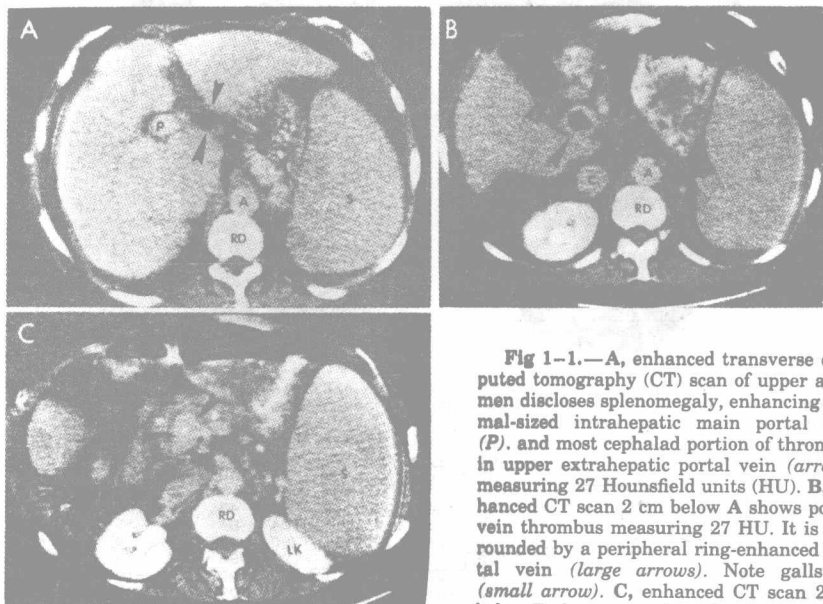 A
B
P
S
A
RD
A
RD
C
RD
LK
Fig 1–1.—A, enhanced transverse
puted tomography (CT) scan of upper
men discloses splenomegaly, enhancing
mal-sized intrahepatic main portal
(P). and most cephalad portion of
in upper extrahepatic portal vein
measuring 27 Hounsfield units (HU).
hanced CT scan 2 cm below A shows
vein thrombus measuring 27 HU. It is
rounded by a peripheral ring-enhanced
tal vein (large arrows). Note
(small arrow). C, enhanced CT scan 2